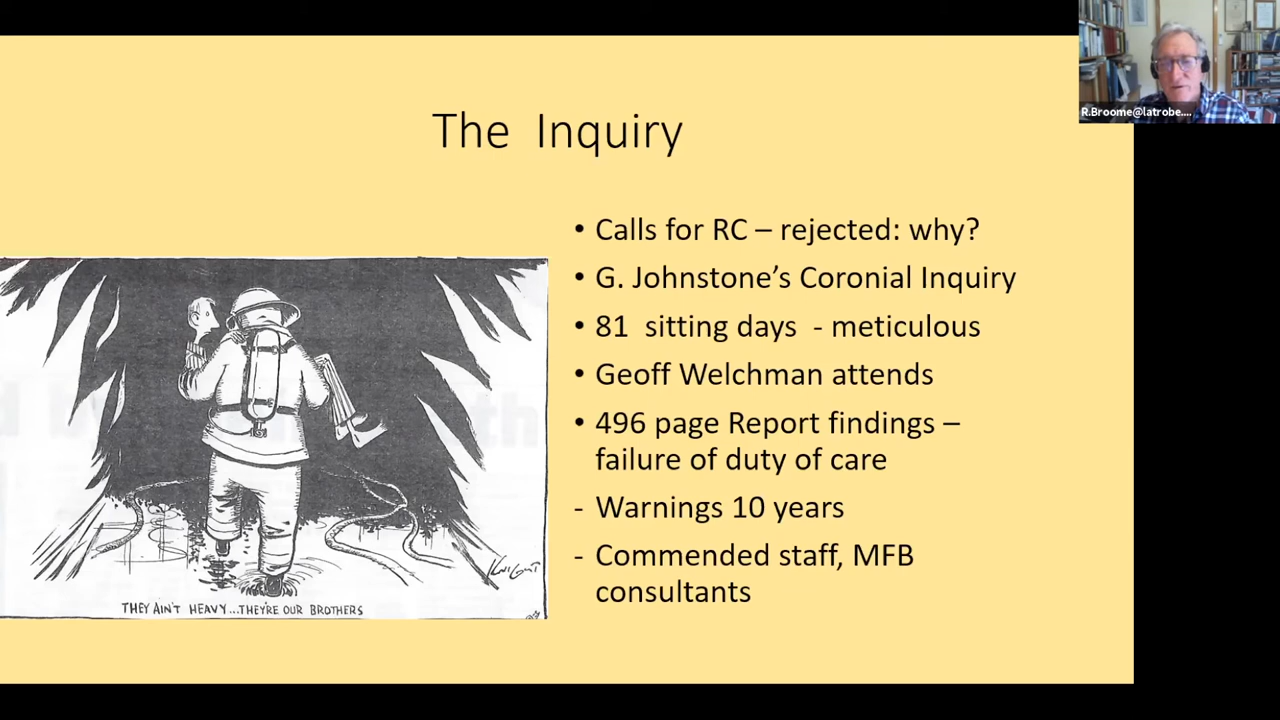 R.Broome@latrobe....
The Inquiry
• Calls for RC – rejected: why?
• G. Johnstone’s Coronial Inquiry
• 81 sitting days - meticulous
• Geoff Welchman attends
• 496 page Report findings –
failure of duty of care
- Warnings 10 years
- Commended staff, MFB
consultants
Knight
THEY AIN'T HEAVY...THEY'RE OUR BROTHERS